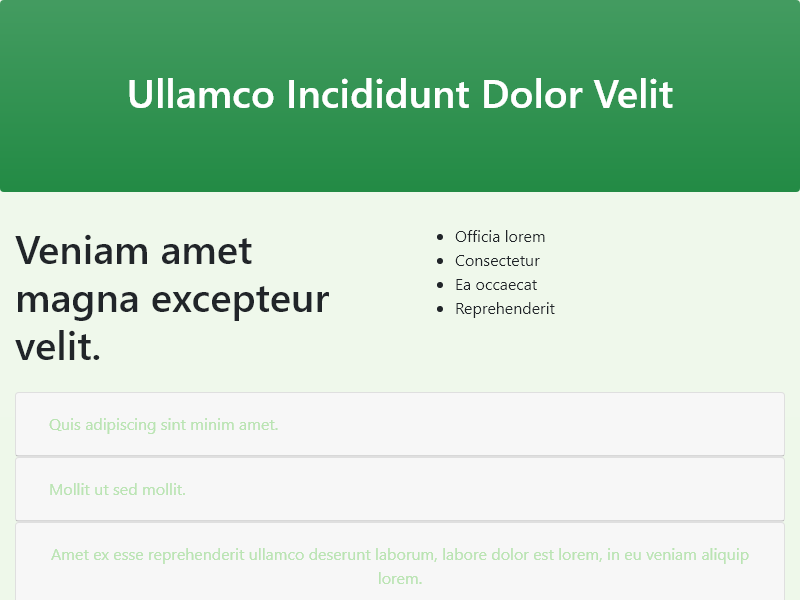 Ullamco Incididunt Dolor Velit
Veniam amet
magna excepteur
velit.
Officia lorem
Consectetur
Ea occaecat
Reprehenderit
Quis adipiscing sint minim amet.
Mollit ut sed mollit.
Amet ex esse reprehenderit ullamco deserunt laborum, labore dolor est lorem, in eu veniam aliquip
lorem.